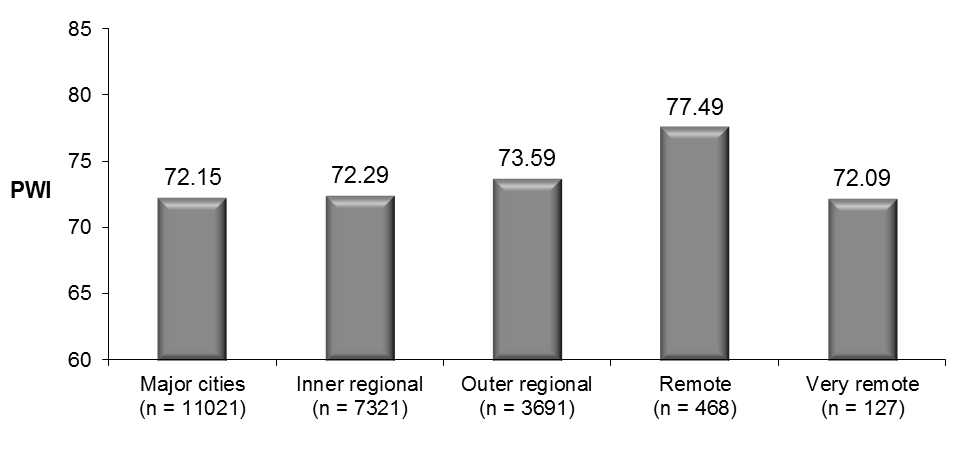 85
80
75
70
65
60
PWI
72.15
72.29
73.59
77.49
72.09
Major cities
(n = 11021)
Inner regional
(n = 7321)
Outer regional
(n = 3691)
Remote
(n = 468)
Very remote
(n = 127)